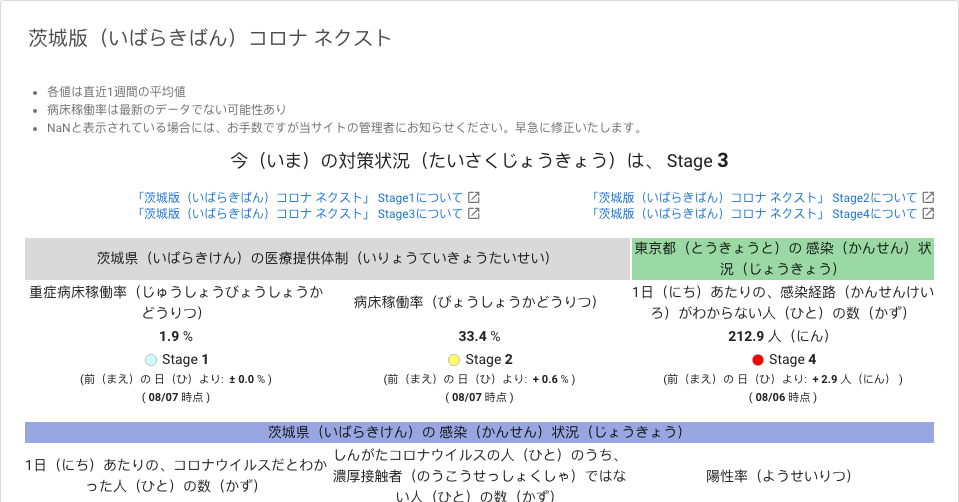 茨城版（いばらきばん）コロナ ネクスト
各値は直近1週間の平均値
病床稼働率は最新のデータでない可能性あり
NaNと表示されている場合には、お手数ですが当サイトの管理者にお知らせください。早急に修正いたします。
今（いま）の対策状況（たいさくじょうきょう）は、 Stage 3
「茨城版（いばらきばん）コロナ ネクスト」 Stage1について
「茨城版（いばらきばん）コロナ ネクスト」 Stage2について
「茨城版（いばらきばん）コロナ ネクスト」 Stage3について
「茨城版（いばらきばん）コロナ ネクスト」 Stage4について
茨城県（いばらきけん）の医療提供体制（いりょうていきょうたいせい）
東京都（とうきょうと）の 感染（かんせん）状
況（じょうきょう）
重症病床稼働率（じゅうしょうびょうしょうか
どうりつ）
1.9 %
Stage 1
(前（まえ）の 日（ひ）より: ± 0.0 % )
( 08/07 時点 )
病床稼働率（びょうしょうかどうりつ）
33.4 %
Stage 2
(前（まえ）の 日（ひ）より: + 0.6 % )
( 08/07 時点 )
1日（にち）あたりの、感染経路（かんせんけい
ろ）がわからない人（ひと）の数（かず）
212.9 人（にん）
Stage 4
(前（まえ）の 日（ひ）より: + 2.9 人（にん） )
( 08/06 時点 )
茨城県（いばらきけん）の 感染（かんせん）状況（じょうきょう）
1日（にち）あたりの、コロナウイルスだとわか
った人（ひと）の数（かず）
しんがたコロナウイルスの人（ひと）のうち、
濃厚接触者（のうこうせっしょくしゃ）ではな
い人（ひと）の数（かず）
陽性率（ようせいりつ）